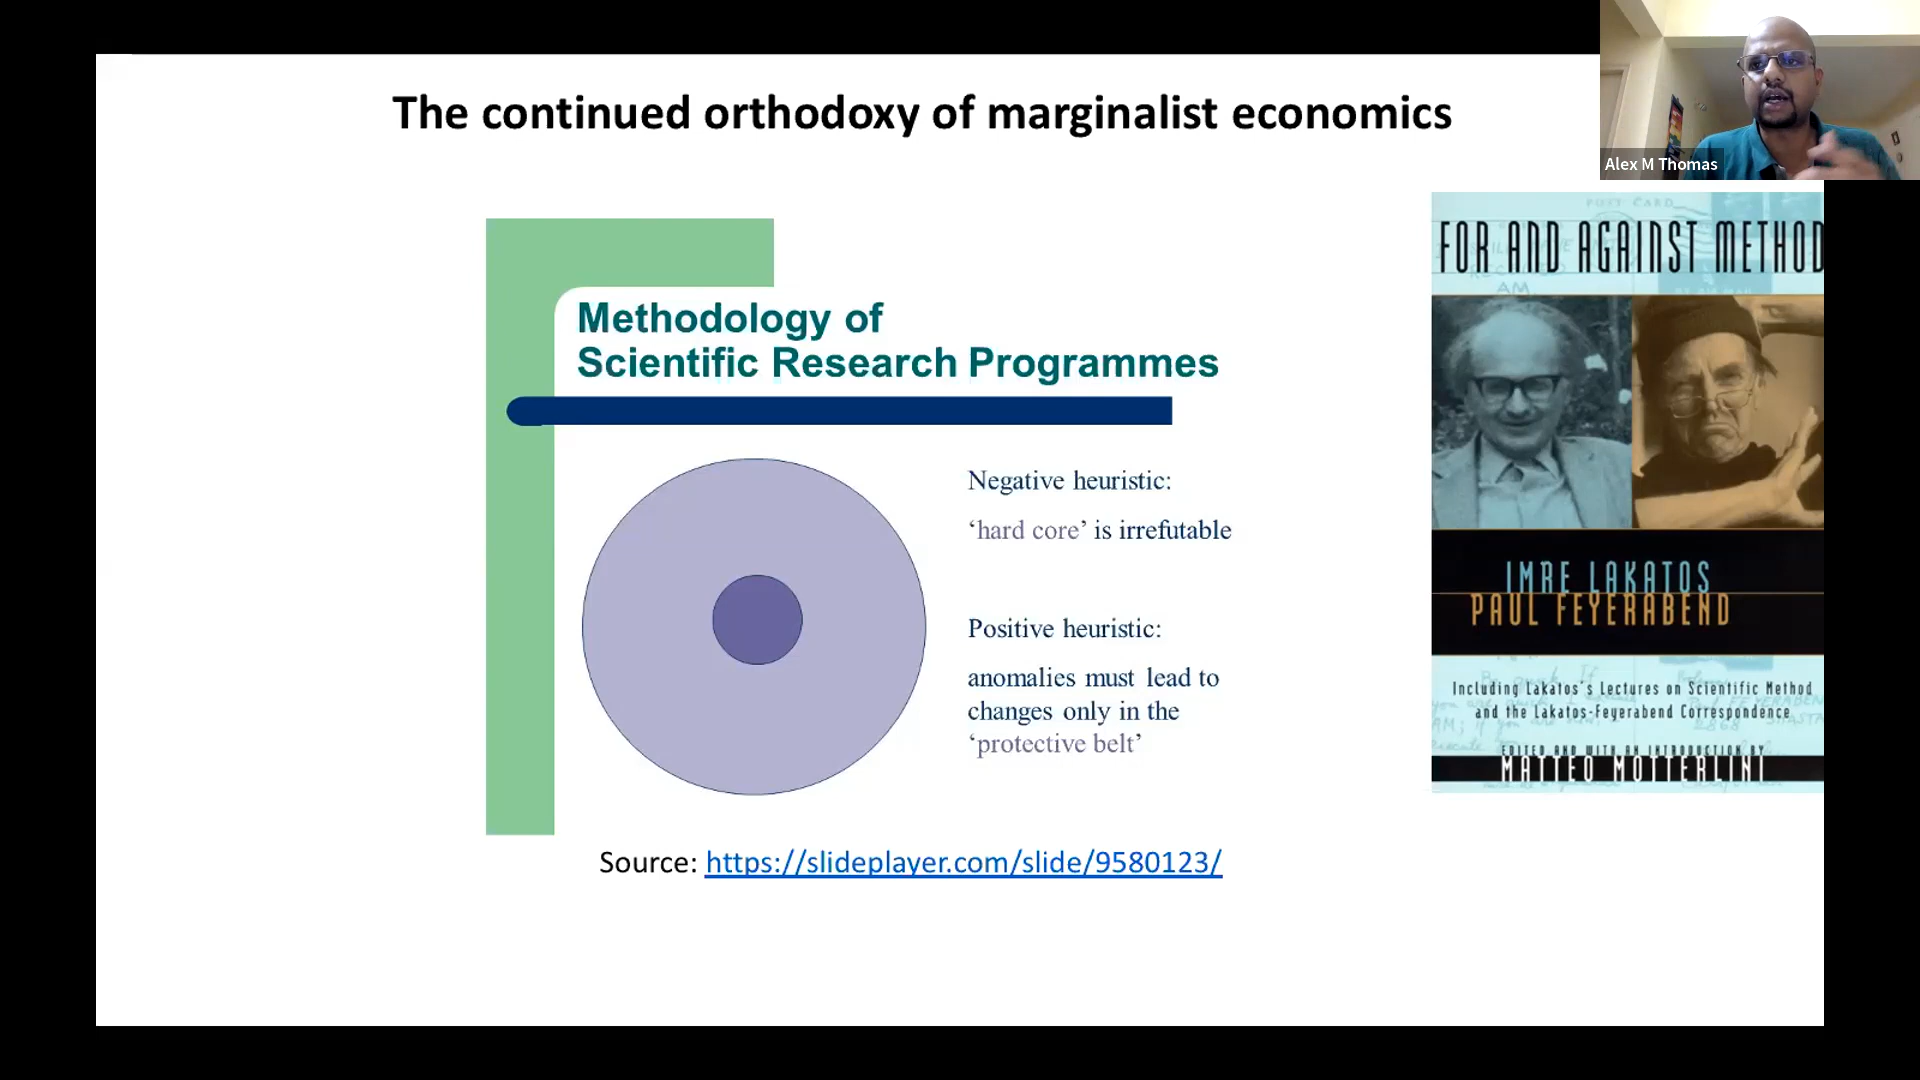 The continued orthodoxy of marginalist economics
Alex M Thomas
Methodology of
Scientific Research Programmes
Negative heuristic:
‘hard core’ is irrefutable
Positive heuristic:
anomalies must lead to
changes only in the
‘protective belt’
Source: https://slideplayer.com/slide/9580123/
POST CARD
FOR AND AGAINST METHOD
AM
IMRE LAKATOS
PAUL FEYERABEND
Including Lakatos's Lectures on Scientific Method
and the Lakatos-Feyerabend Correspondence
EDITED AND WITH AN INTRODUCTION BY
MATTEO MOTTERLINI